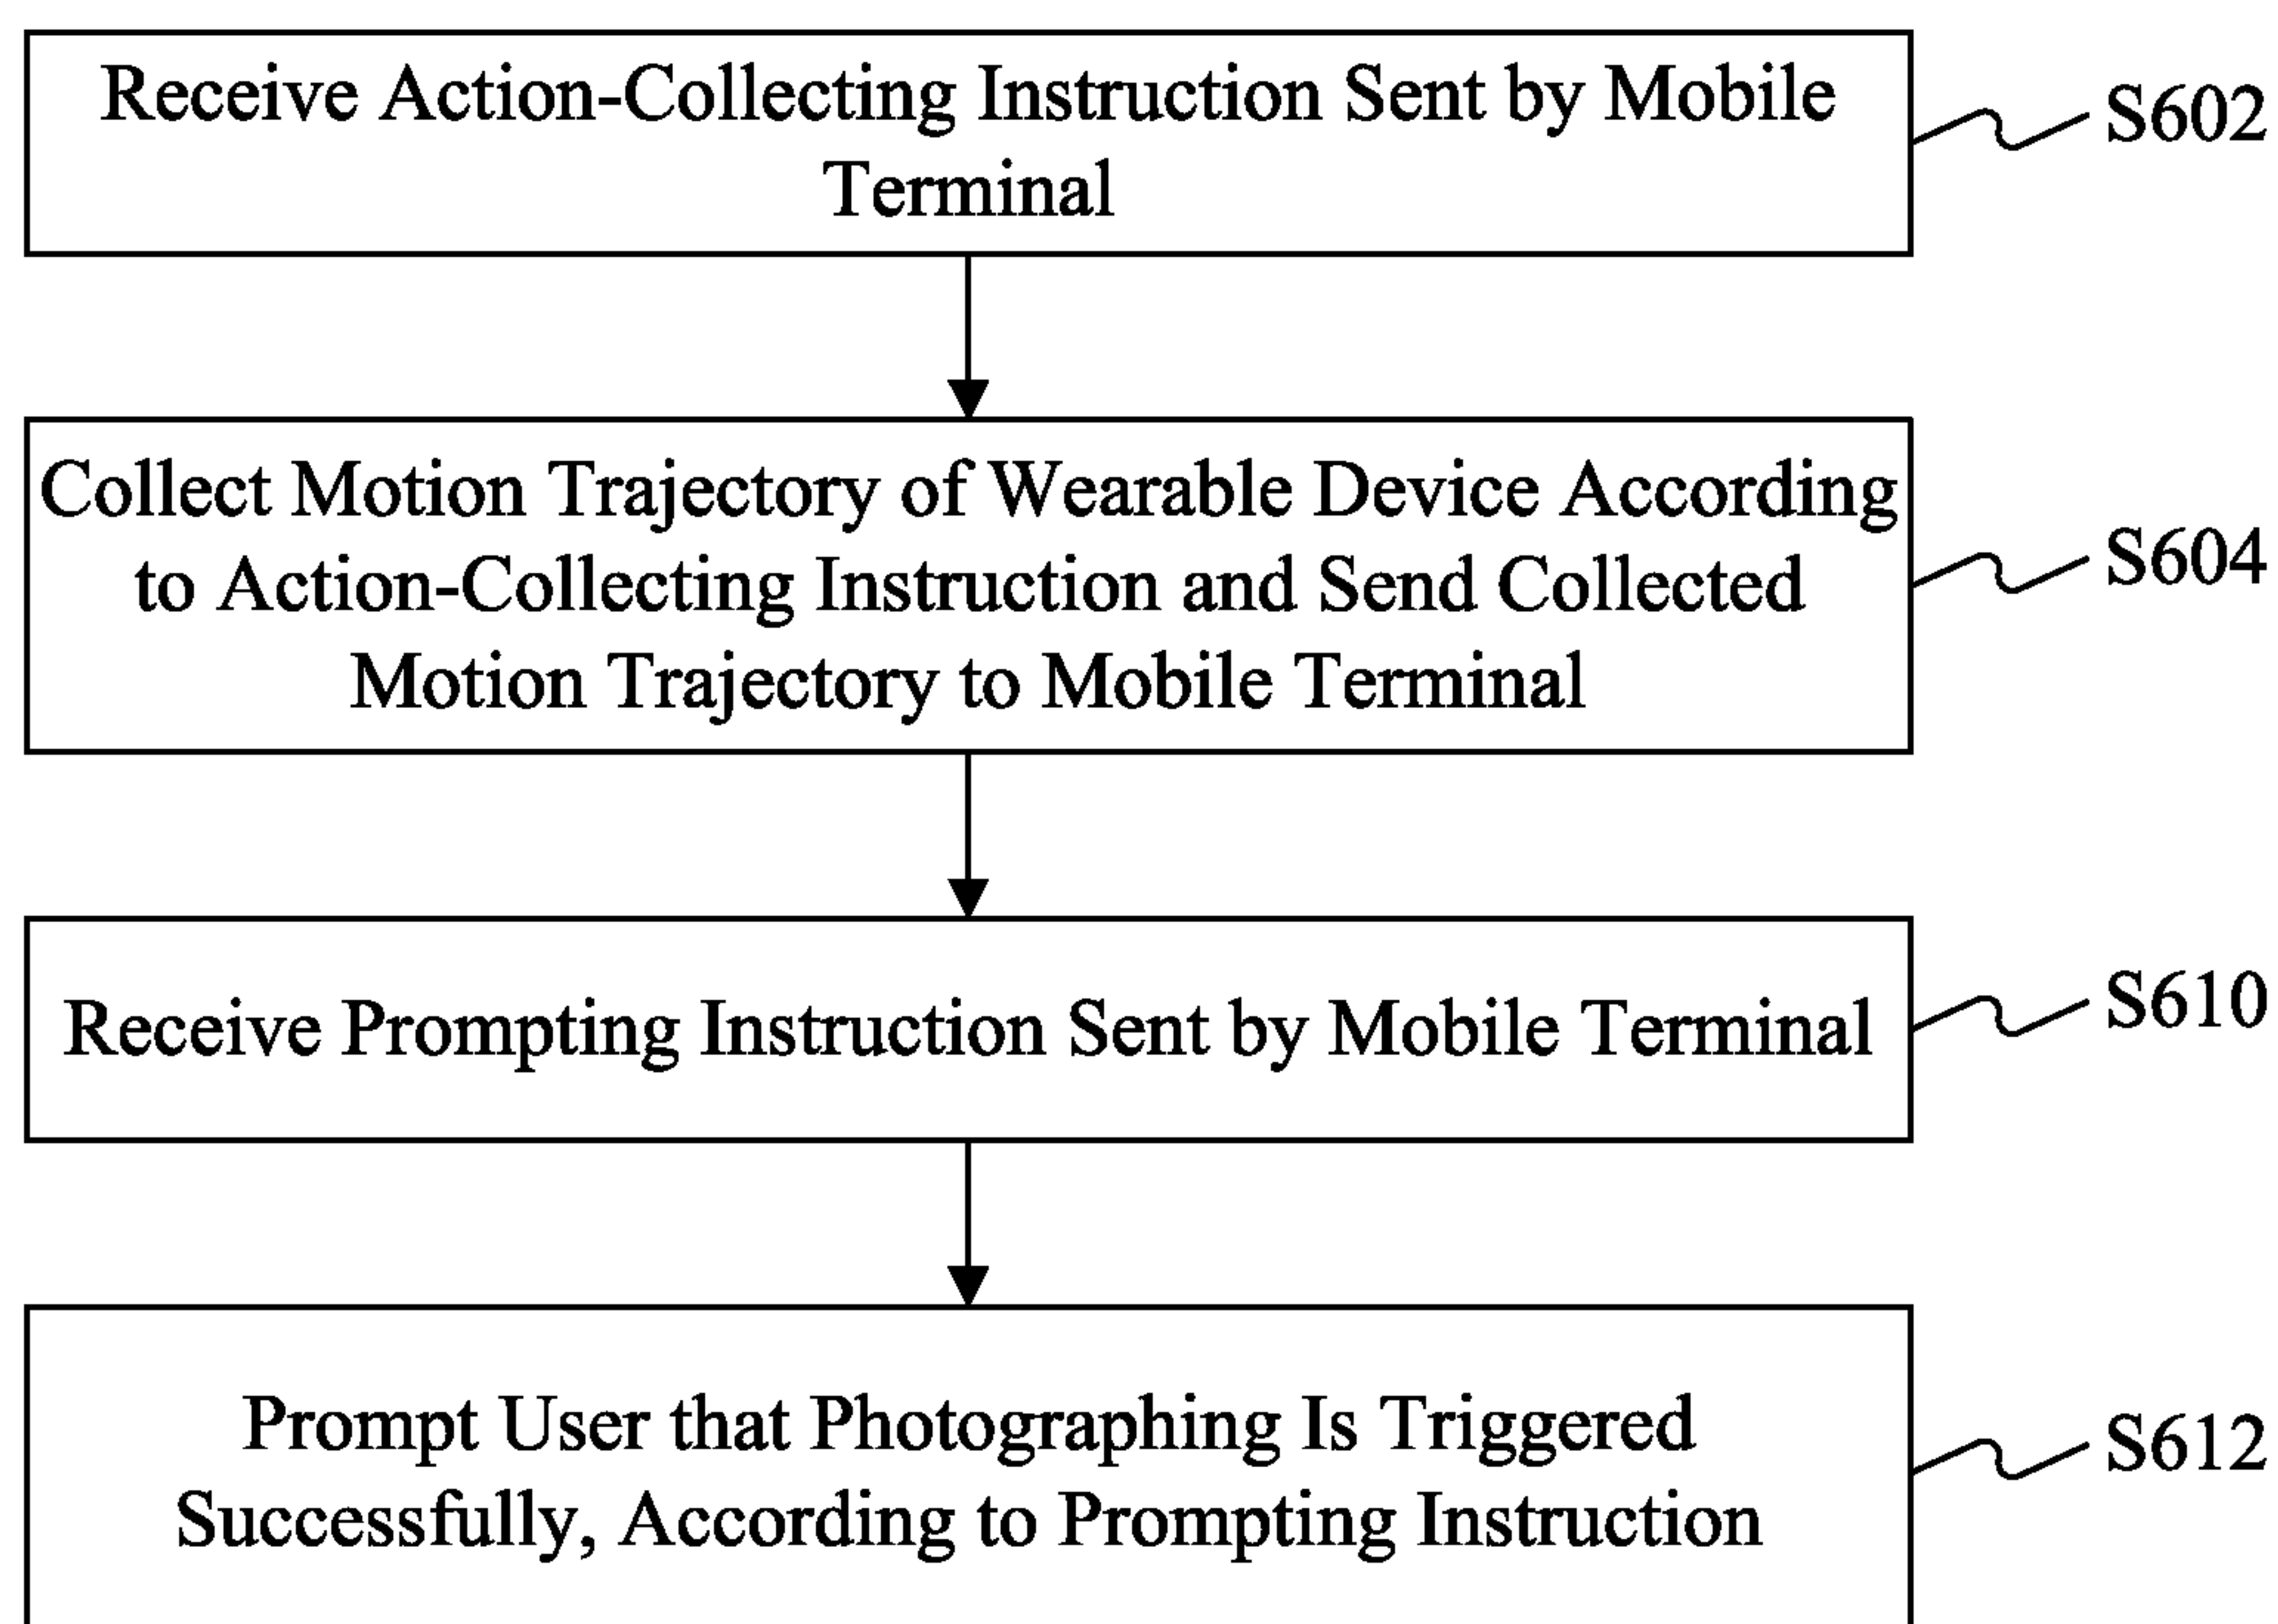 Receive Action-Collecting Instruction Sent by Mobile
Terminal
S602
Collect Motion Trajectory of Wearable Device According
to Action-Collecting Instruction and Send Collected
Motion Trajectory to Mobile Terminal
S604
Receive Prompting Instruction Sent by Mobile Terminal
S610
Prompt User that Photographing Is Triggered
Successfully, According to Prompting Instruction
S612